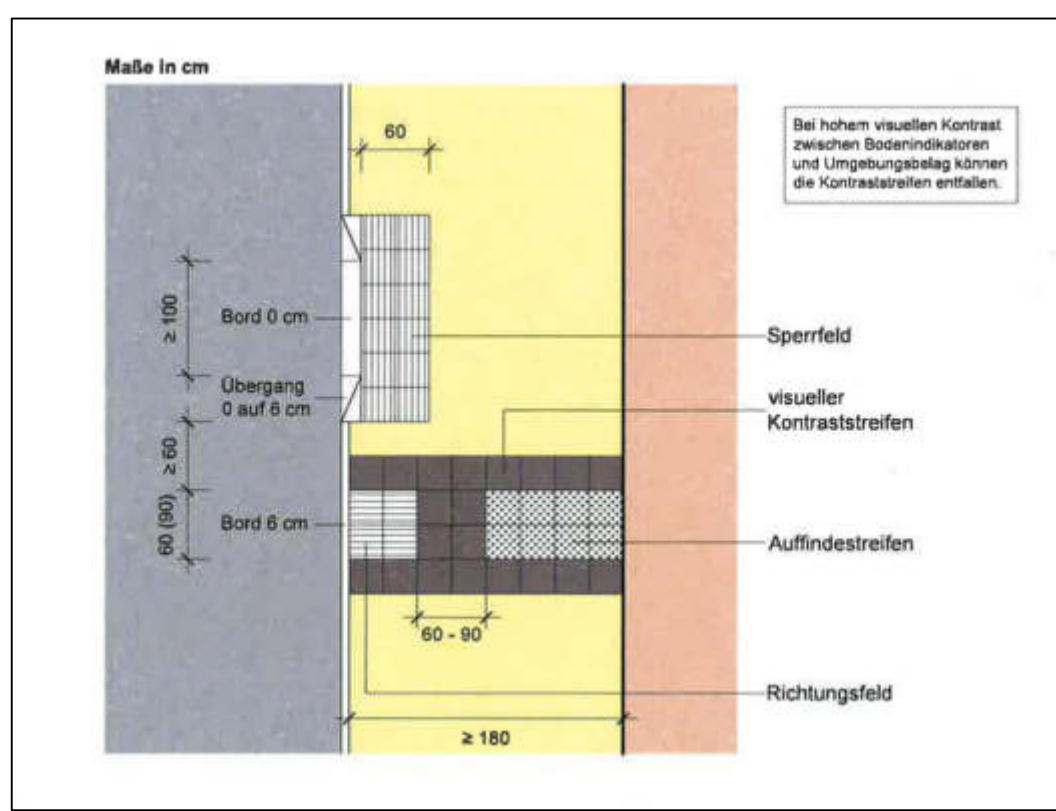 Maße in cm
60
Bei hohem visuellen Kontrast
zwischen Bodenindikatoren
und Umgebungsbelag können
die Kontraststreifen entfallen.
≥ 100
Bord 0 cm
Sperrfeld
Übergang
0 auf 6 cm
visueller
Kontraststreifen
≥ 60
60 (90)
Bord 6 cm
Auffindestreifen
60 - 90
Richtungsfeld
≥ 180